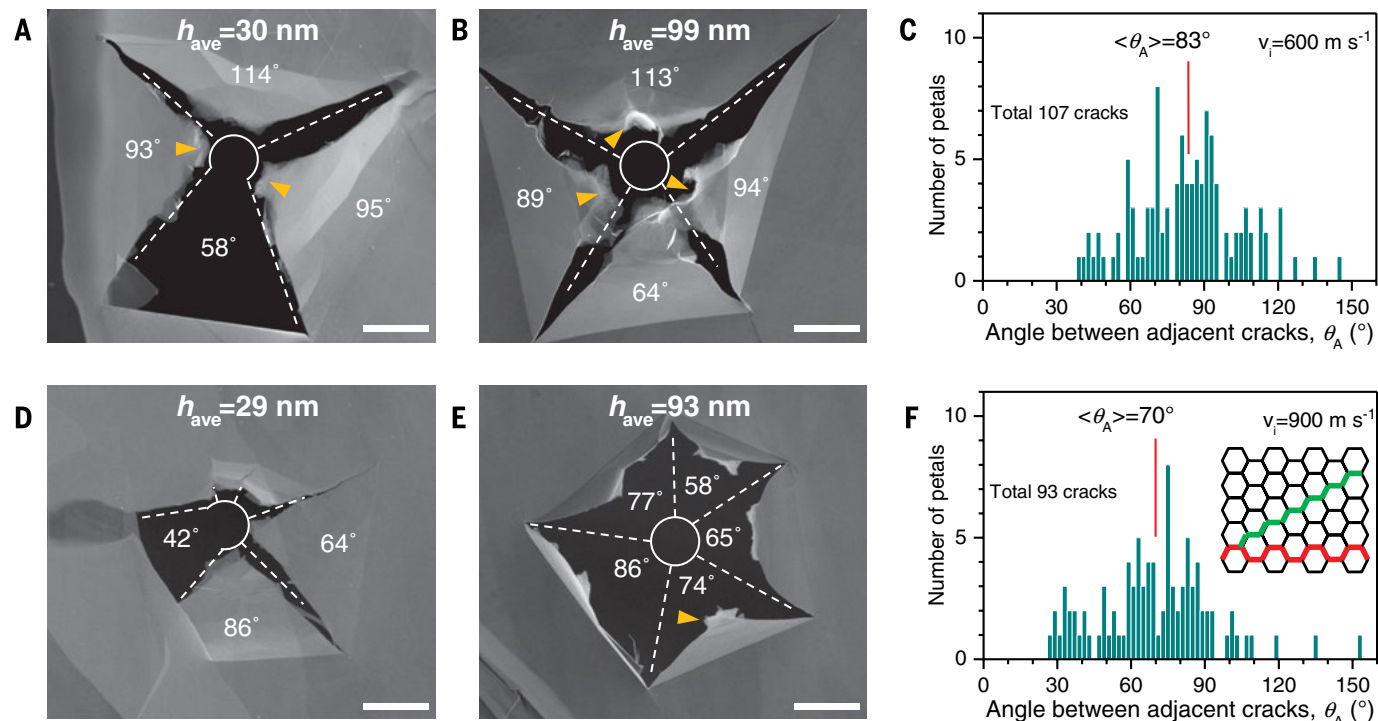 A
h_ave=30 nm
114°
93°
95°
58°
B
h_ave=99 nm
113°
89°
94°
64°
C
10
5
0
Number of petals
<θ_A>=83°
v_i=600 m s⁻¹
Total 107 cracks
0 30 60 90 120 150
Angle between adjacent cracks, θ_A (°)
D
h_ave=29 nm
42°
64°
86°
E
h_ave=93 nm
77°
58°
65°
86°
74°
F
10
5
0
Number of petals
<θ_A>=70°
v_i=900 m s⁻¹
Total 93 cracks
0 30 60 90 120 150
Angle between adjacent cracks, θ_A (°)